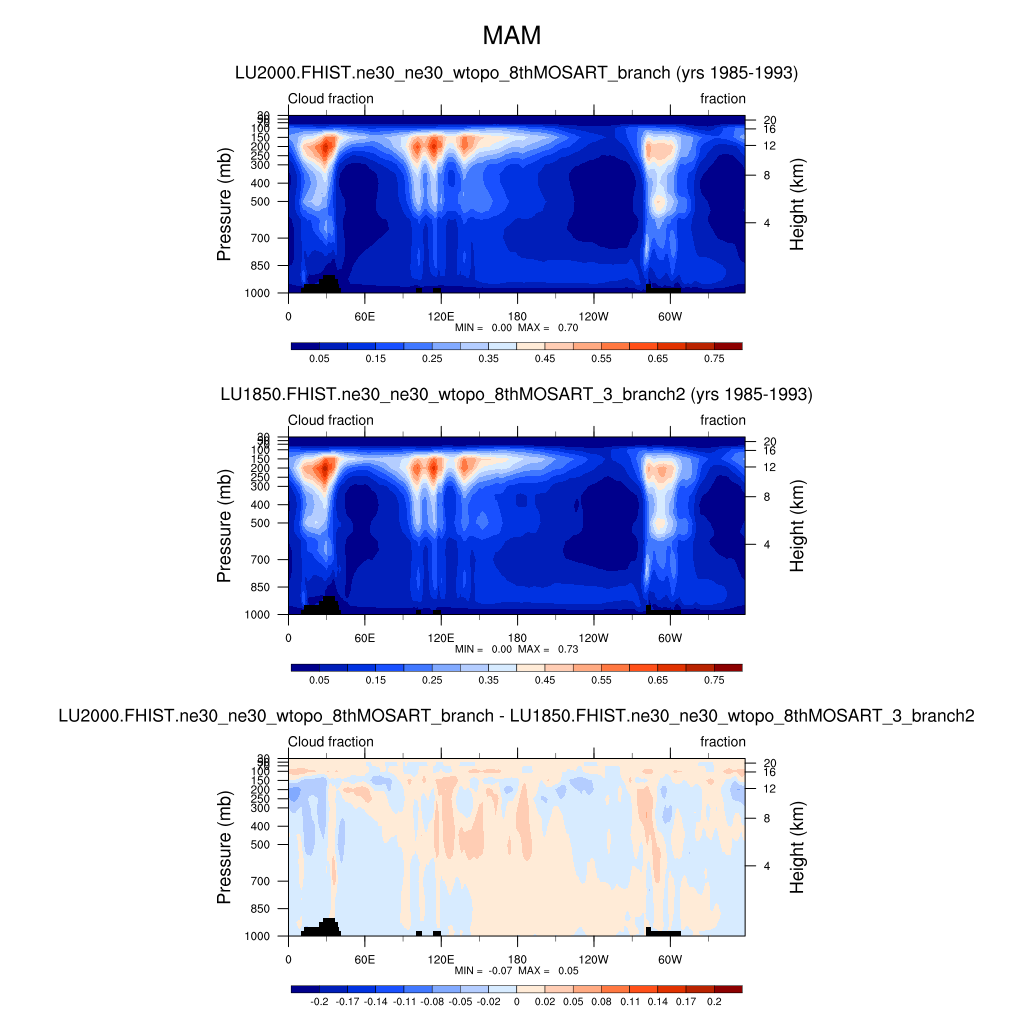 MAM
LU2000.FHIST.ne30_ne30_wtopo_8thMOSART_branch (yrs 1985-1993)
Cloud fraction fraction
Pressure (mb)
30
100
150
200
250
300
400
500
700
850
1000
20
16
12
8
4
Height (km)
0 60E 120E 180 120W 60W
MIN = 0.00 MAX = 0.70
0.05 0.15 0.25 0.35 0.45 0.55 0.65 0.75
LU1850.FHIST.ne30_ne30_wtopo_8thMOSART_3_branch2 (yrs 1985-1993)
Cloud fraction fraction
Pressure (mb)
30
100
150
200
250
300
400
500
700
850
1000
20
16
12
8
4
Height (km)
0 60E 120E 180 120W 60W
MIN = 0.00 MAX = 0.73
0.05 0.15 0.25 0.35 0.45 0.55 0.65 0.75
LU2000.FHIST.ne30_ne30_wtopo_8thMOSART_branch - LU1850.FHIST.ne30_ne30_wtopo_8thMOSART_3_branch2
Cloud fraction fraction
Pressure (mb)
30
100
150
200
250
300
400
500
700
850
1000
20
16
12
8
4
Height (km)
0 60E 120E 180 120W 60W
MIN = -0.07 MAX = 0.05
-0.2 -0.17 -0.14 -0.11 -0.08 -0.05 -0.02 0 0.02 0.05 0.08 0.11 0.14 0.17 0.2